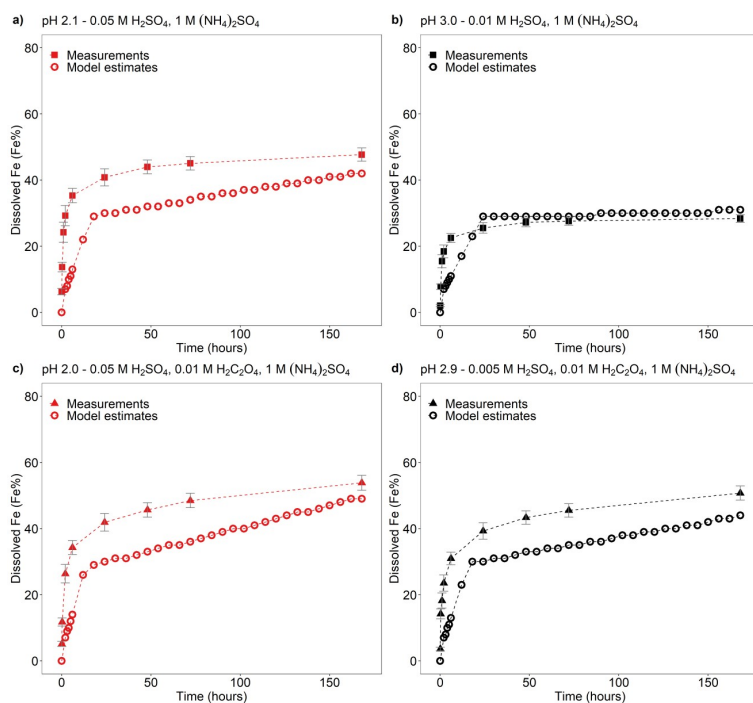 a) pH 2.1 - 0.05 M H₂SO₄, 1 M (NH₄)₂SO₄
Measurements
Model estimates
Dissolved Fe (Fe%)
80
60
40
20
0
0 50 100 150
Time (hours)
b) pH 3.0 - 0.01 M H₂SO₄, 1 M (NH₄)₂SO₄
Measurements
Model estimates
Dissolved Fe (Fe%)
80
60
40
20
0
0 50 100 150
Time (hours)
c) pH 2.0 - 0.05 M H₂SO₄, 0.01 M H₂C₂O₄, 1 M (NH₄)₂SO₄
Measurements
Model estimates
Dissolved Fe (Fe%)
80
60
40
20
0
0 50 100 150
Time (hours)
d) pH 2.9 - 0.005 M H₂SO₄, 0.01 M H₂C₂O₄, 1 M (NH₄)₂SO₄
Measurements
Model estimates
Dissolved Fe (Fe%)
80
60
40
20
0
0 50 100 150
Time (hours)